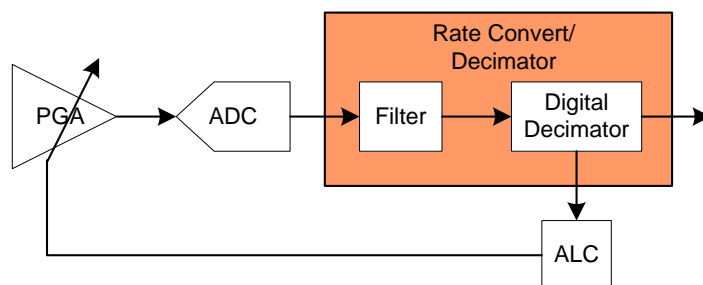 Rate Convert/
Decimator
PGA
ADC
Filter
Digital
Decimator
ALC